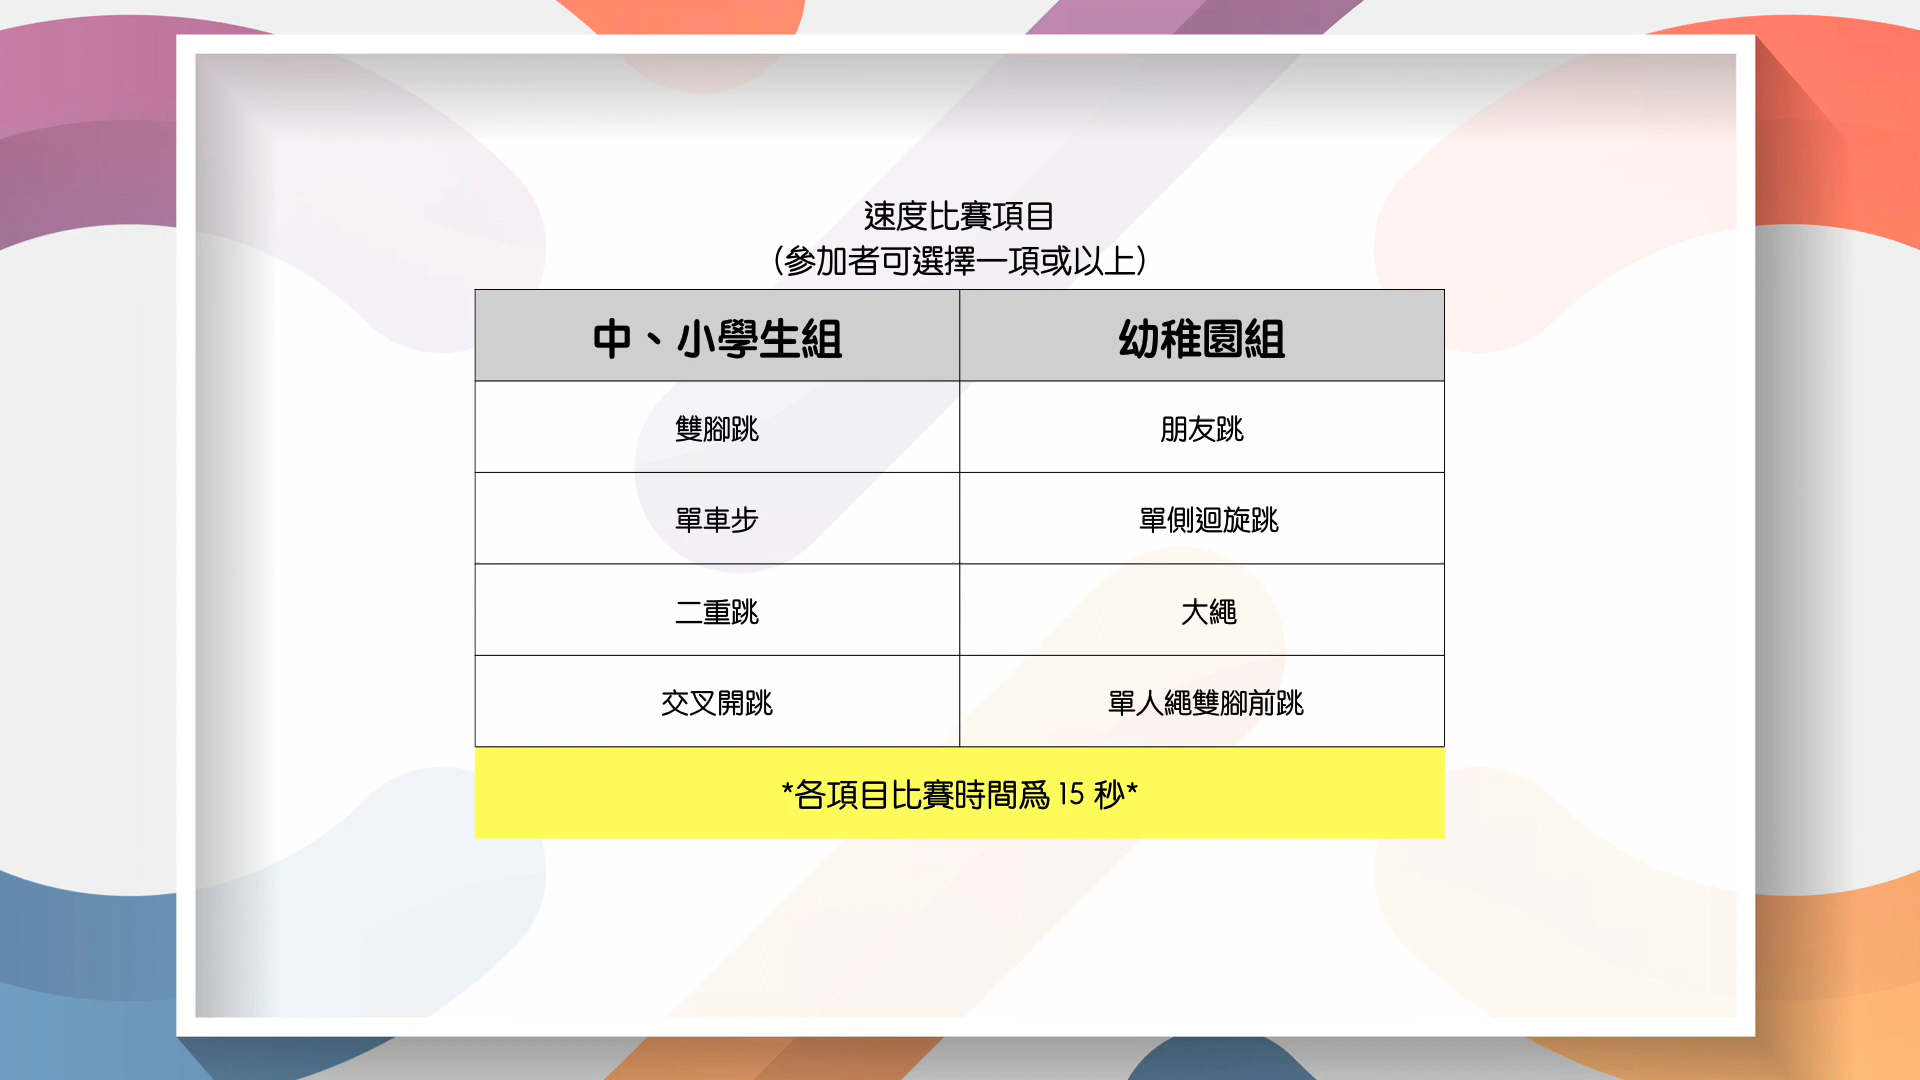 速度比賽項目
（參加者可選擇一項或以上）
中、小學生組 幼稚園組
雙腳跳 朋友跳
單車步 單側迴旋跳
二重跳 大繩
交叉開跳 單人繩雙腳前跳
*各項目比賽時間爲 15 秒*